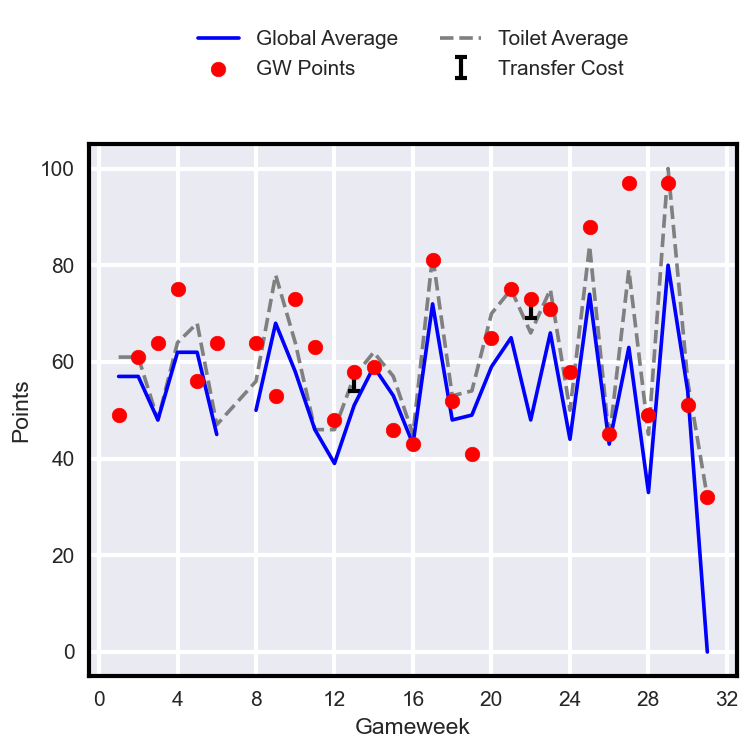 Global Average
Toilet Average
GW Points
Transfer Cost
100
80
60
40
20
0
Points
0 4 8 12 16 20 24 28 32
Gameweek